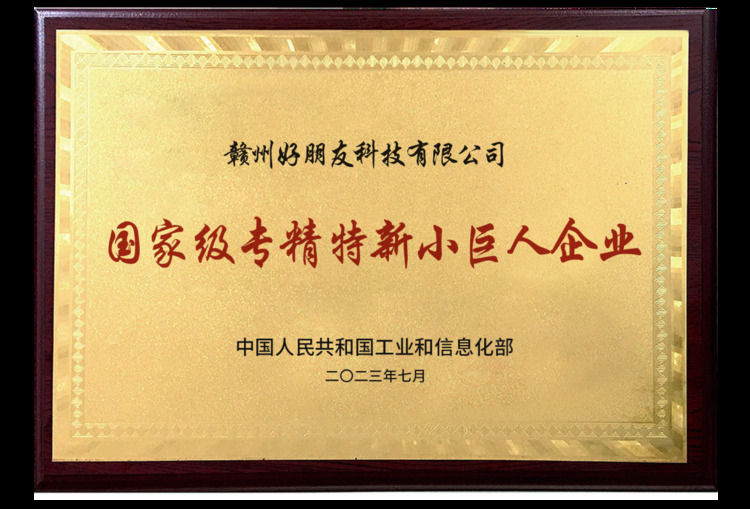 赣州好朋友科技有限公司
国家级专精特新小巨人企业
中国人民共和国工业和信息化部
二〇二三年七月